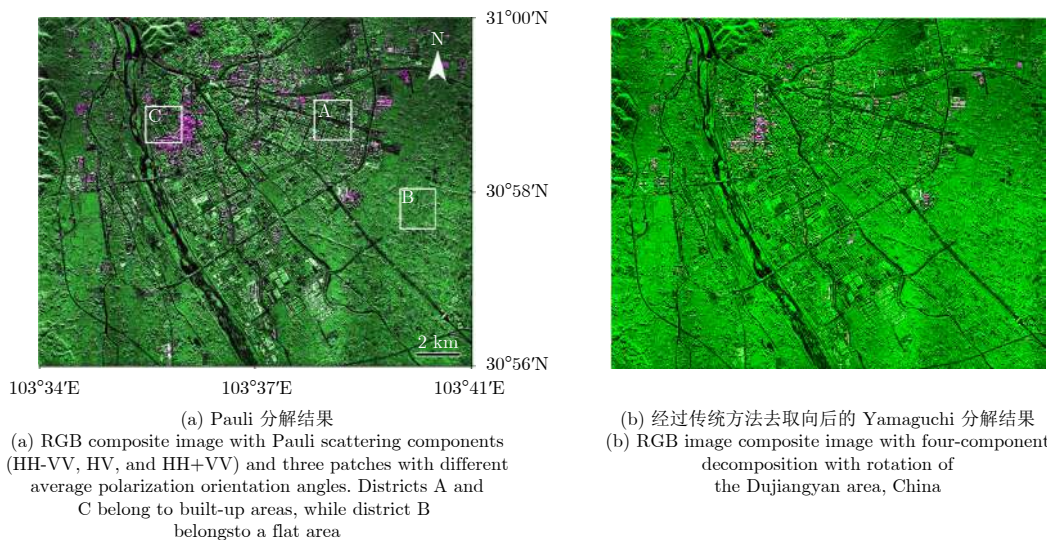 31°00′N
N
C
A
30°58′N
B
2 km
30°56′N
103°34′E
103°37′E
103°41′E
(a) Pauli 分解结果
(a) RGB composite image with Pauli scattering components
(HH-VV, HV, and HH+VV) and three patches with different
average polarization orientation angles. Districts A and
C belong to built-up areas, while district B
belongsto a flat area
(b) 经过传统方法去取向后的 Yamaguchi 分解结果
(b) RGB image composite image with four-component
decomposition with rotation of
the Dujiangyan area, China